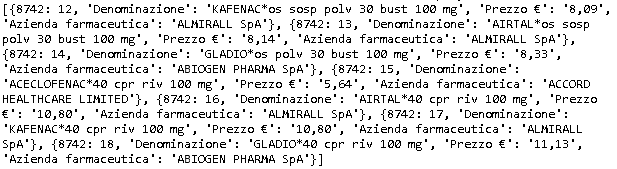 [{8742: 12, 'Denominazione': 'KAFENAC*os sosp polv 30 bust 100 mg', 'Prezzo €': '8,09',
'Azienda farmaceutica': 'ALMIRALL SpA'}, {8742: 13, 'Denominazione': 'AIRTAL*os sosp
polv 30 bust 100 mg', 'Prezzo €': '8,14', 'Azienda farmaceutica': 'ALMIRALL SpA'},
{8742: 14, 'Denominazione': 'GLADIO*os polv 30 bust 100 mg', 'Prezzo €': '8,33',
'Azienda farmaceutica': 'ABIOGEN PHARMA SpA'}, {8742: 15, 'Denominazione':
'ACECLOFENAC*40 cpr riv 100 mg', 'Prezzo €': '5,64', 'Azienda farmaceutica': 'ACCORD
HEALTHCARE LIMITED'}, {8742: 16, 'Denominazione': 'AIRTAL*40 cpr riv 100 mg', 'Prezzo
€': '10,80', 'Azienda farmaceutica': 'ALMIRALL SpA'}, {8742: 17, 'Denominazione':
'KAFENAC*40 cpr riv 100 mg', 'Prezzo €': '10,80', 'Azienda farmaceutica': 'ALMIRALL
SpA'}, {8742: 18, 'Denominazione': 'GLADIO*40 cpr riv 100 mg', 'Prezzo €': '11,13',
'Azienda farmaceutica': 'ABIOGEN PHARMA SpA'}]